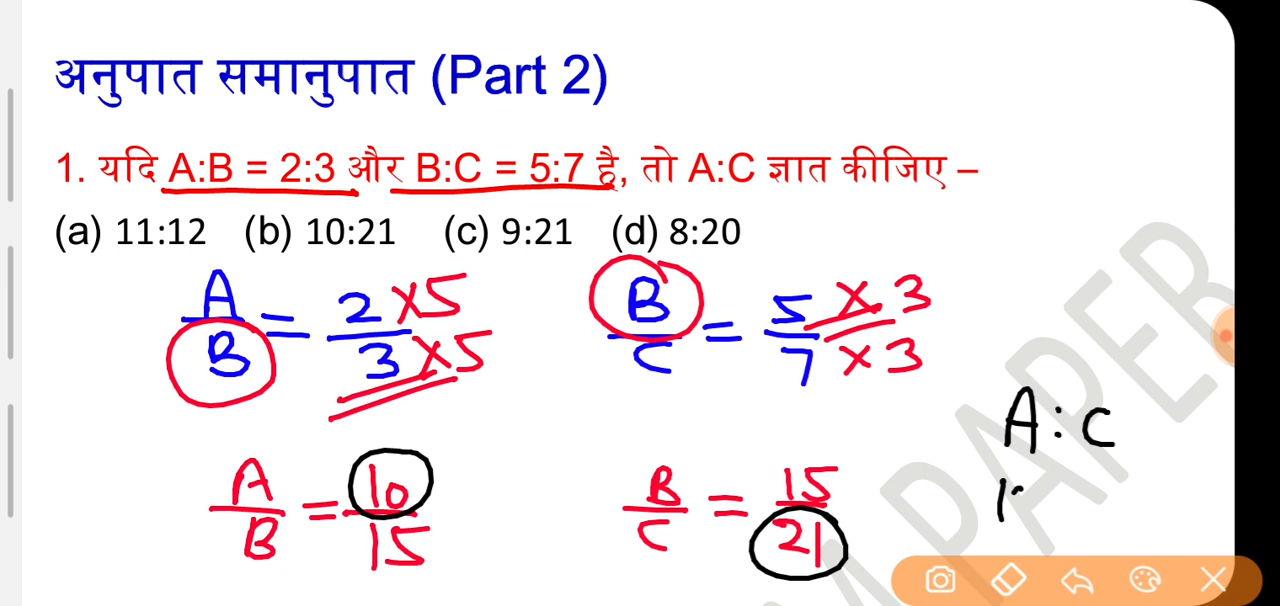 अनुपात समानुपात (Part 2)
1. यदि A:B = 2:3 और B:C = 5:7 है, तो A:C ज्ञात कीजिए –
(a) 11:12 (b) 10:21 (c) 9:21 (d) 8:20
A/B = 2×5/3×5 B/C = 5×3/7×3
A:C
A/B = 10/15 B/C = 15/21
PAPER